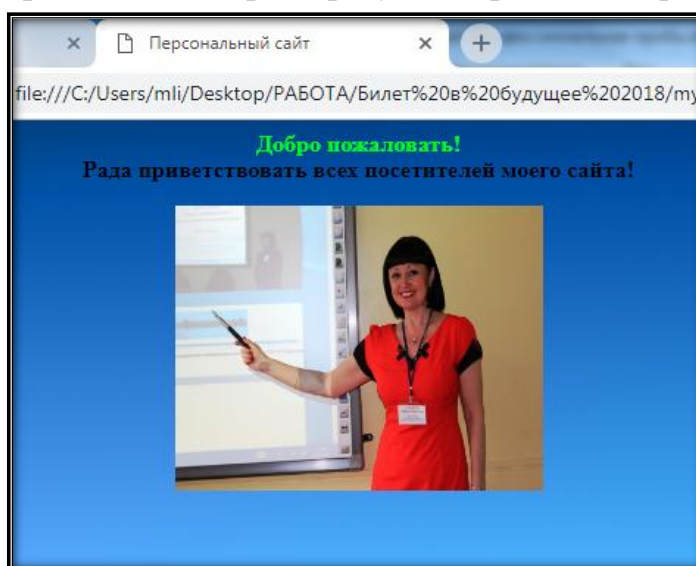 Персональный сайт
file:///C:/Users/mli/Desktop/РАБОТА/Билет%20в%20будущее%202018/my
Добро пожаловать!
Рада приветствовать всех посетителей моего сайта!